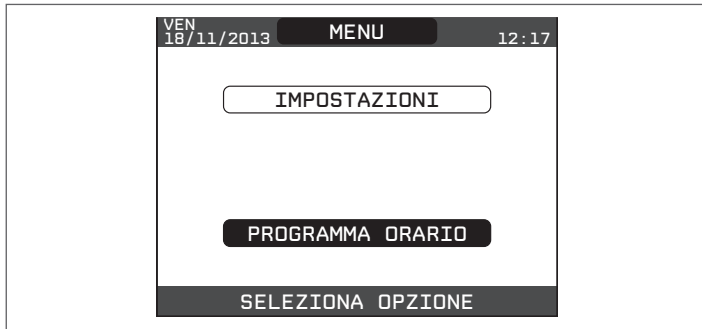 VEN
18/11/2013 MENU 12:17
IMPOSTAZIONI
PROGRAMMA ORARIO
SELEZIONA OPZIONE